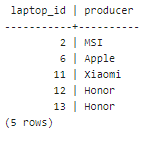 laptop_id | producer
-----------+----------
2 | MSI
6 | Apple
11 | Xiaomi
12 | Honor
13 | Honor
(5 rows)